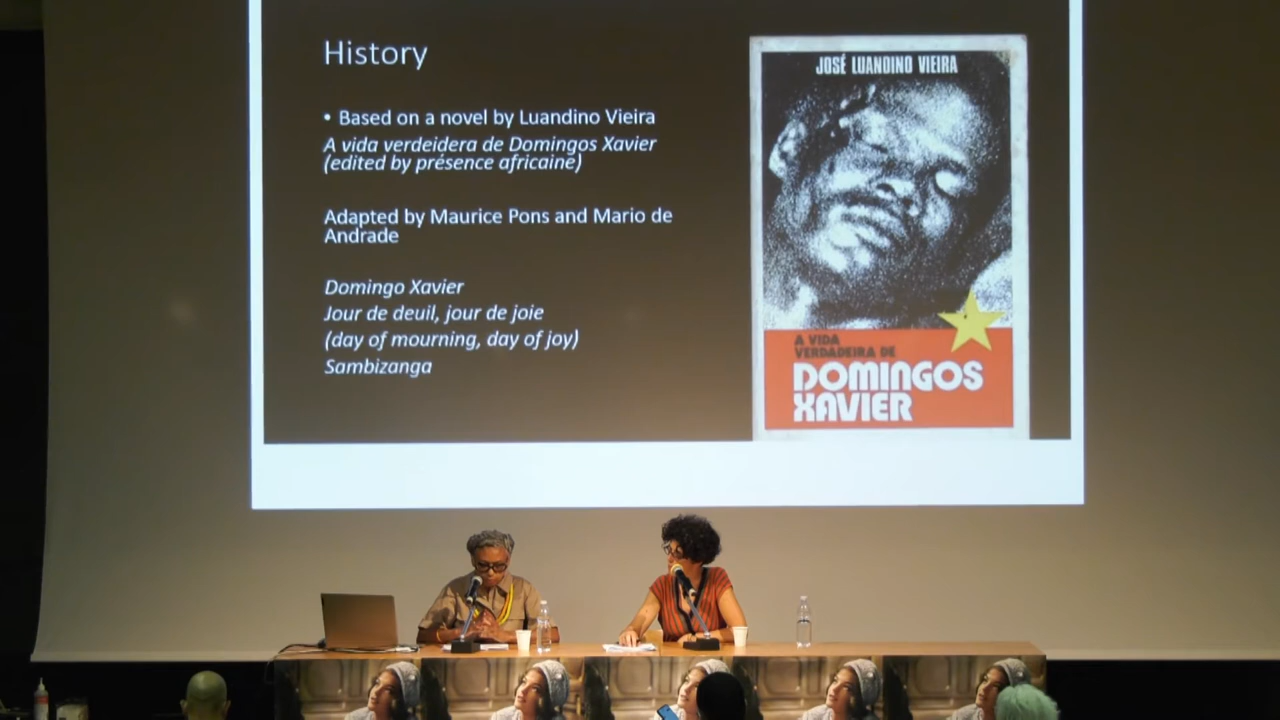 History
• Based on a novel by Luandino Vieira
A vida verdeidera de Domingos Xavier
(edited by présence africaine)
Adapted by Maurice Pons and Mario de
Andrade
Domingo Xavier
Jour de deuil, jour de joie
(day of mourning, day of joy)
Sambizanga
JOSÉ LUANDINO VIEIRA
A VIDA
VERDADEIRA DE
DOMINGOS
XAVIER